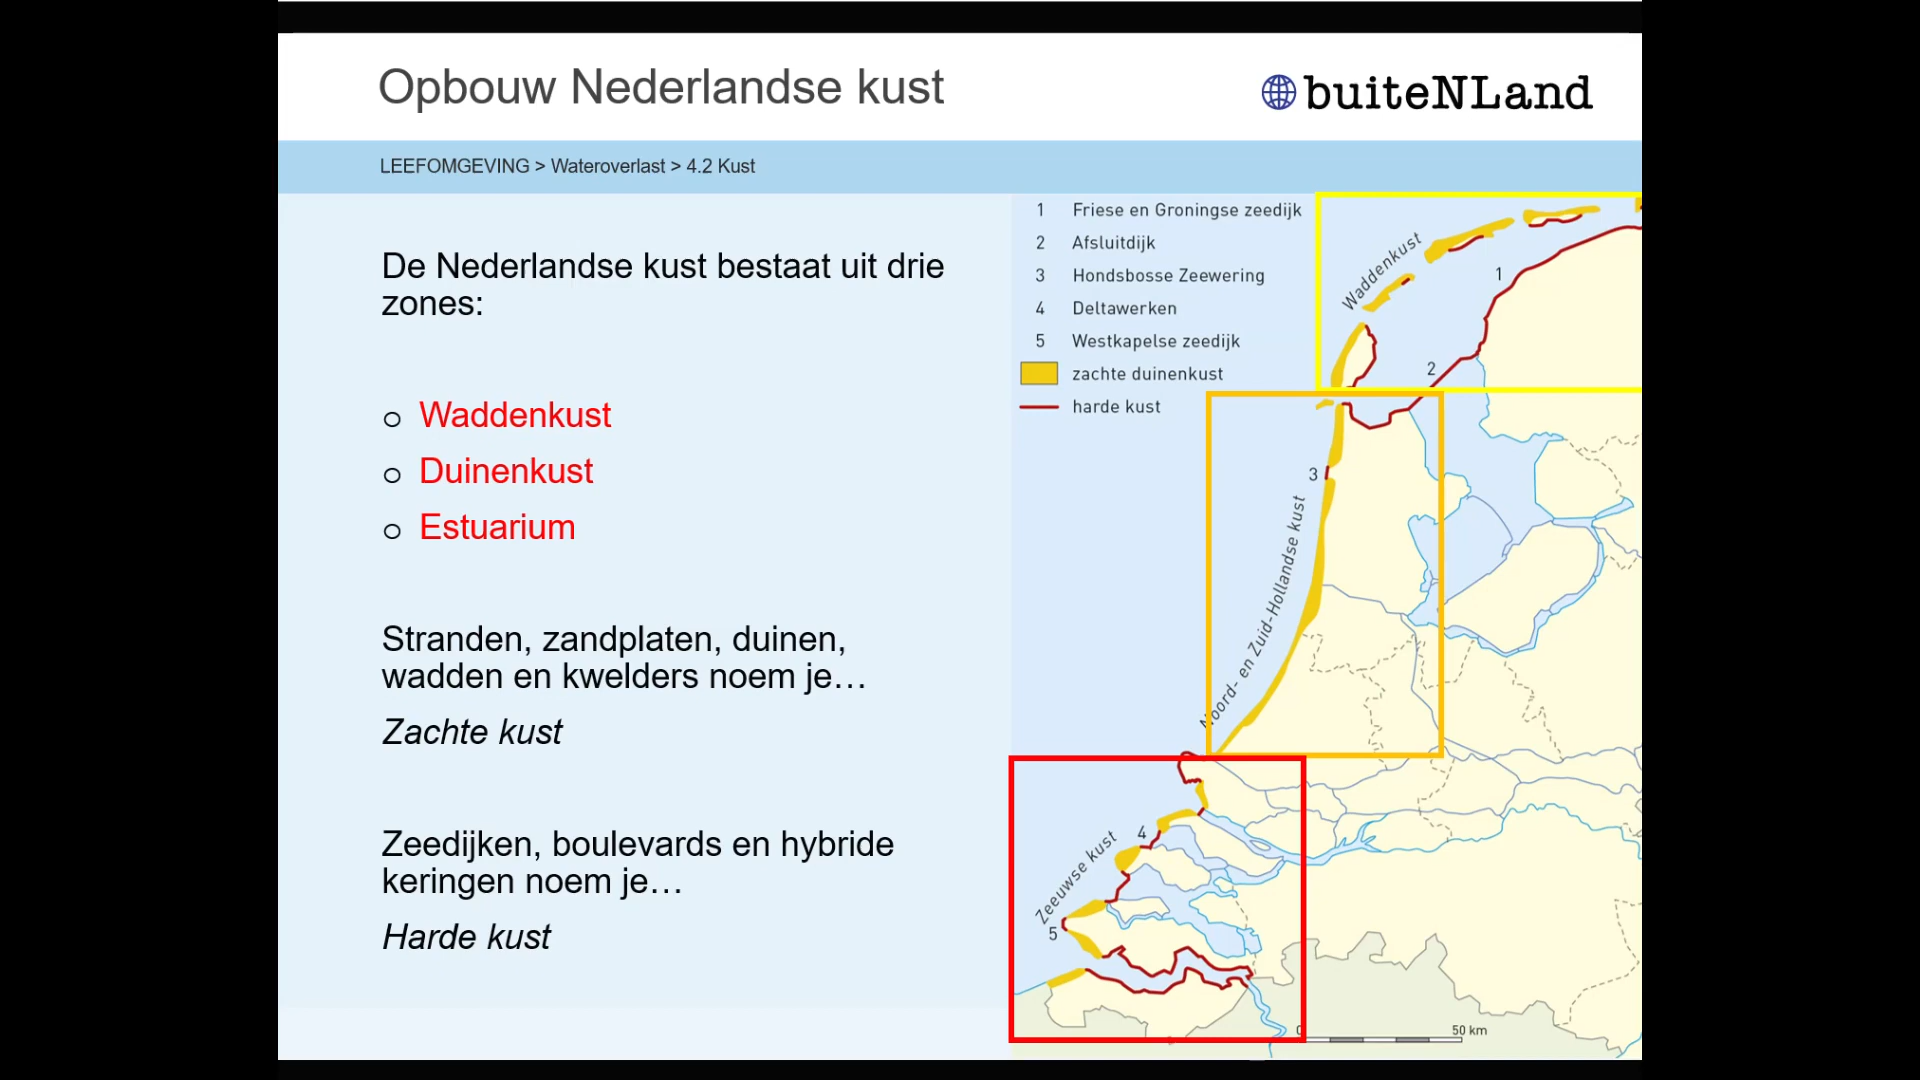 Opbouw Nederlandse kust
buiteNLand
LEEFOMGEVING > Wateroverlast > 4.2 Kust
De Nederlandse kust bestaat uit drie
zones:
o Waddenkust
o Duinenkust
o Estuarium
Stranden, zandplaten, duinen,
wadden en kwelders noem je…
Zachte kust
Zeedijken, boulevards en hybride
keringen noem je…
Harde kust
1 Friese en Groningse zeedijk
2 Afsluitdijk
3 Hondsbosse Zeewering
4 Deltawerken
5 Westkapelse zeedijk
zachte duinenkust
harde kust
Waddenkust
1
2
3
Noord- en Zuid-Hollandse kust
Zeeuwse kust
4
5
0 50 km